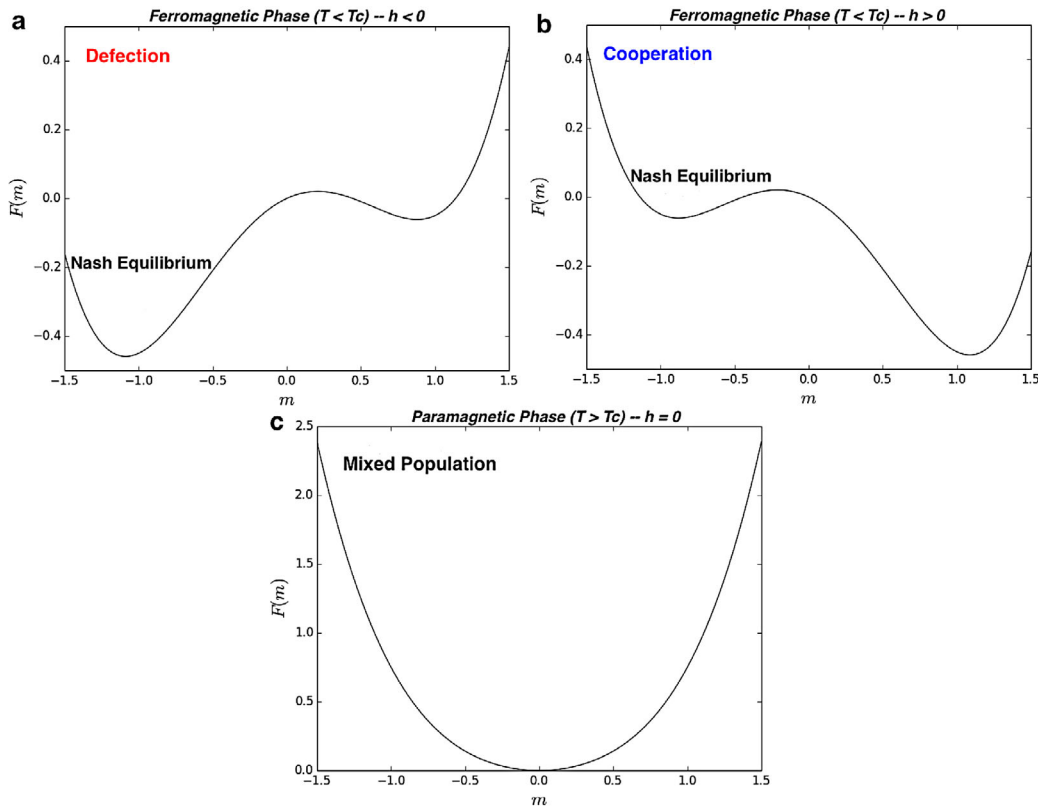 a
Ferromagnetic Phase (T < Tc) -- h < 0
Defection
Nash Equilibrium
F(m)
0.4
0.2
0.0
−0.2
−0.4
−1.5 −1.0 −0.5 0.0 0.5 1.0 1.5
m
b
Ferromagnetic Phase (T < Tc) -- h > 0
Cooperation
Nash Equilibrium
F(m)
0.4
0.2
0.0
−0.2
−0.4
−1.5 −1.0 −0.5 0.0 0.5 1.0 1.5
m
c
Paramagnetic Phase (T > Tc) -- h = 0
Mixed Population
F(m)
2.5
2.0
1.5
1.0
0.5
0.0
−1.5 −1.0 −0.5 0.0 0.5 1.0 1.5
m